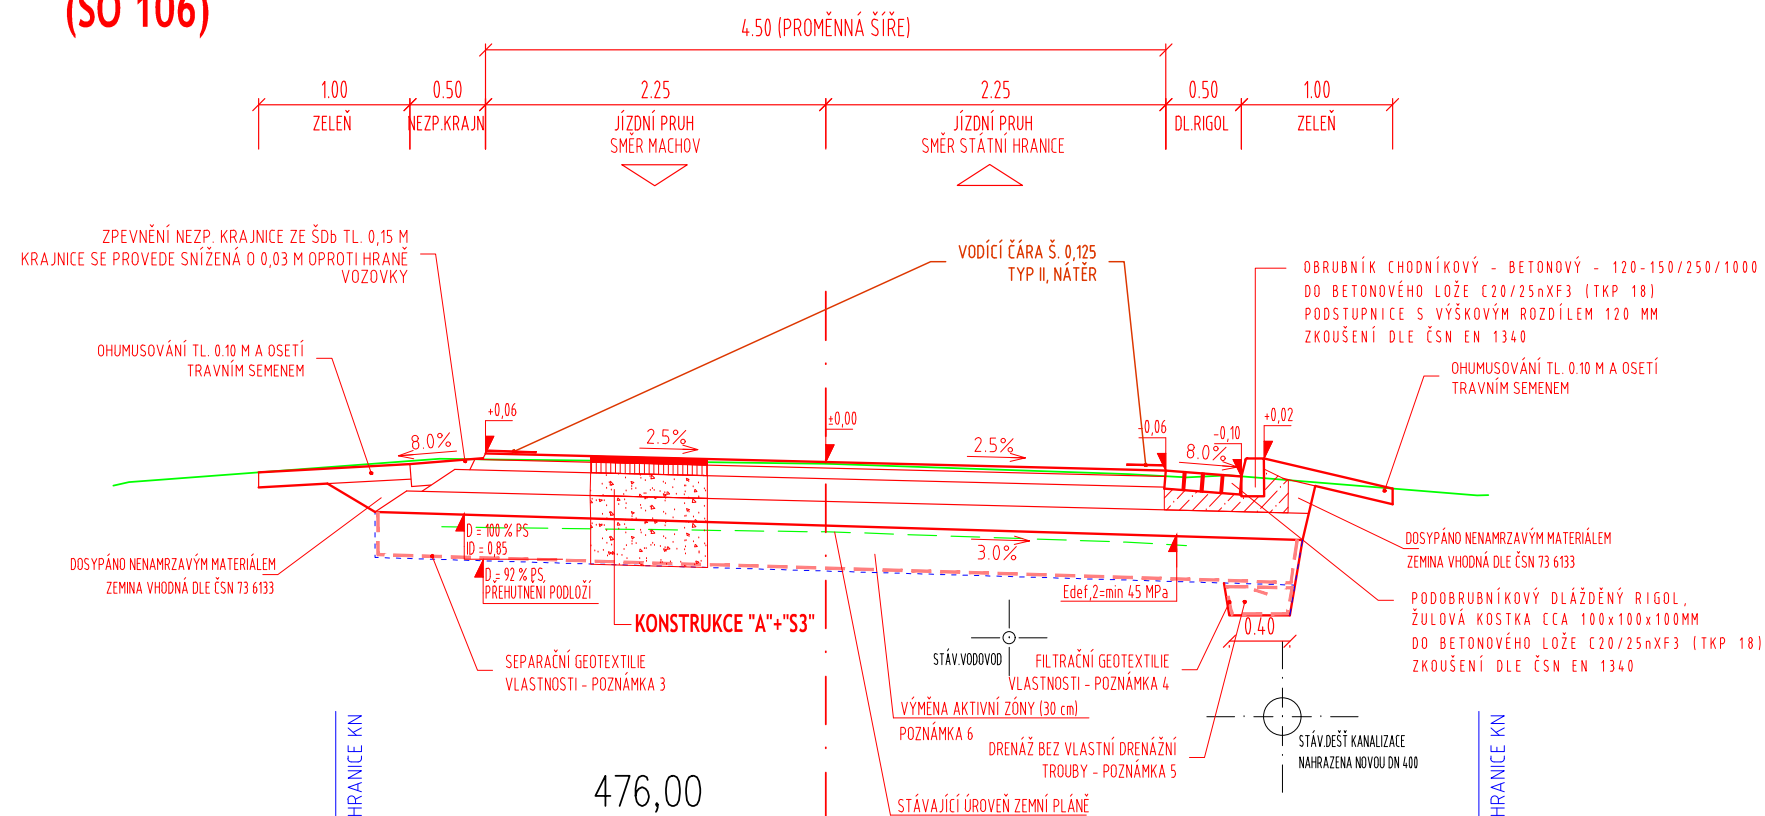 (SO 106)
4.50 (PROMĚNNÁ ŠÍŘE)
1.00
0.50
2.25
2.25
0.50
1.00
ZELEŇ
NEZP.KRAJN
JÍZDNÍ PRUH
SMĚR MACHOV
JÍZDNÍ PRUH
SMĚR STÁTNÍ HRANICE
DL.RIGOL
ZELEŇ
ZPEVNĚNÍ NEZP. KRAJNICE ZE ŠDb TL. 0,15 M
KRAJNICE SE PROVEDE SNÍŽENÁ O 0,03 M OPROTI HRANĚ
VOZOVKY
VODÍCÍ ČÁRA Š. 0,125
TYP II, NÁTĚR
OBRUBNÍK CHODNÍKOVÝ - BETONOVÝ - 120-150/250/1000
DO BETONOVÉHO LOŽE C20/25nXF3 (TKP 18)
PODSTUPNICE S VÝŠKOVÝM ROZDÍLEM 120 MM
ZKOUŠENÍ DLE ČSN EN 1340
OHUMUSOVÁNÍ TL. 0.10 M A OSETÍ
TRAVNÍM SEMENEM
OHUMUSOVÁNÍ TL. 0.10 M A OSETÍ
TRAVNÍM SEMENEM
+0,06
±0,00
-0,06
-0,10
+0,02
8.0%
2.5%
2.5%
8.0%
D = 100 % PS
ID = 0,85
3.0%
D = 92 % PS,
PŘEHUTNĚNÍ PODLOŽÍ
Edef,2=min 45 MPa
DOSYPÁNO NENAMRZAVÝM MATERIÁLEM
ZEMINA VHODNÁ DLE ČSN 73 6133
DOSYPÁNO NENAMRZAVÝM MATERIÁLEM
ZEMINA VHODNÁ DLE ČSN 73 6133
KONSTRUKCE "A"+"S3"
0.40
PODOBRUBNÍKOVÝ DLÁŽDĚNÝ RIGOL,
ŽULOVÁ KOSTKA CCA 100x100x100MM
DO BETONOVÉHO LOŽE C20/25nXF3 (TKP 18)
ZKOUŠENÍ DLE ČSN EN 1340
SEPARAČNÍ GEOTEXTILIE
VLASTNOSTI - POZNÁMKA 3
STÁV.VODOVOD
FILTRAČNÍ GEOTEXTILIE
VLASTNOSTI - POZNÁMKA 4
VÝMĚNA AKTIVNÍ ZÓNY (30 cm)
POZNÁMKA 6
DRENÁŽ BEZ VLASTNÍ DRENÁŽNÍ
TROUBY - POZNÁMKA 5
STÁV.DEŠŤ KANALIZACE
NAHRAZENA NOVOU DN 400
STÁVAJÍCÍ ÚROVEŇ ZEMNÍ PLÁNĚ
476,00
HRANICE KN
HRANICE KN